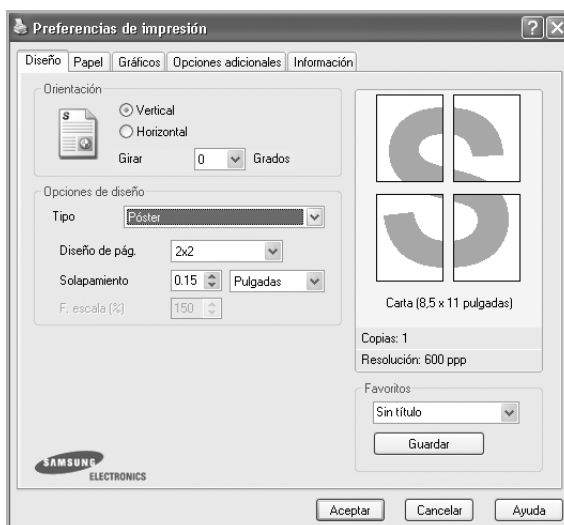 Preferencias de impresión
Diseño Papel Gráficos Opciones adicionales Información
Orientación
S
Vertical
Horizontal
Girar 0 Grados
Opciones de diseño
Tipo Póster
Diseño de pág. 2x2
Solapamiento 0.15 Pulgadas
F. escala (%) 150
S
Carta (8,5 x 11 pulgadas)
Copias: 1
Resolución: 600 ppp
Favoritos
Sin título
Guardar
SAMSUNG
ELECTRONICS
Aceptar Cancelar Ayuda